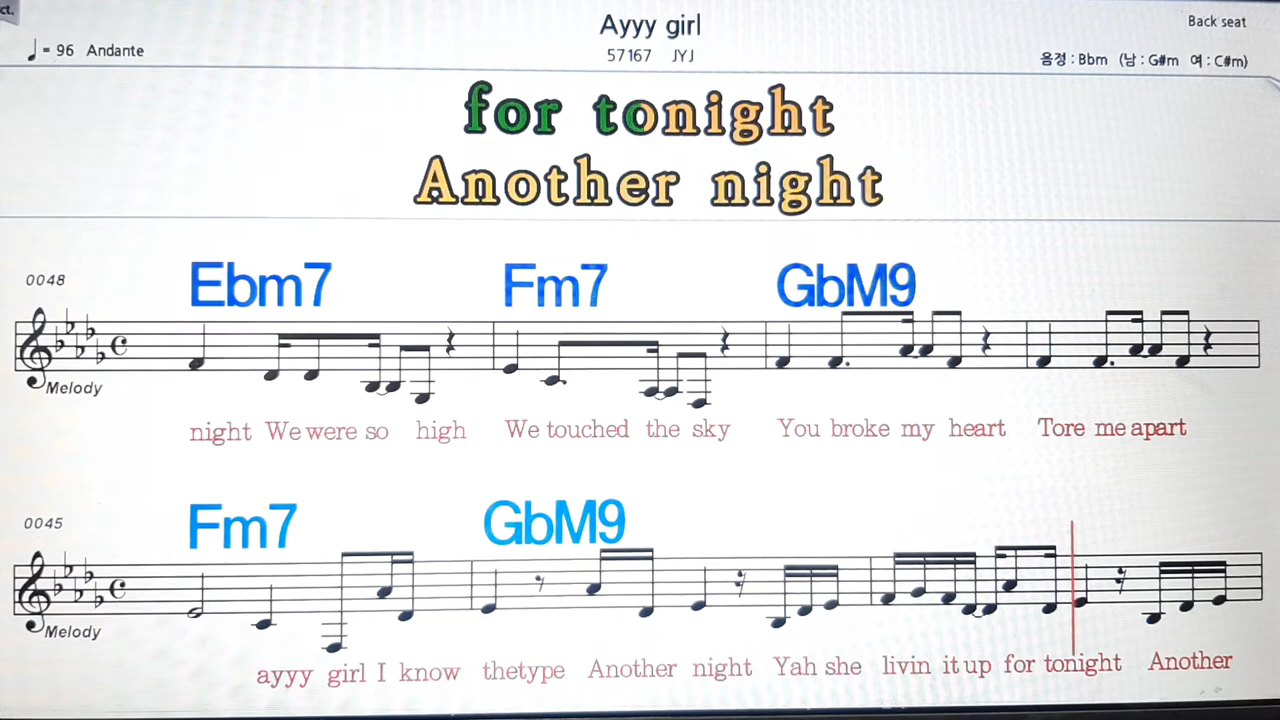 ct.
Ayyy girl
Back seat
♩ = 96 Andante
57167 JYJ
음정 : Bbm (남 : G#m 여 : C#m)
for tonight
Another night
0048
Ebm7 Fm7 GbM9
Melody
night We were so high We touched the sky You broke my heart Tore me apart
0045
Fm7 GbM9
Melody
ayyy girl I know thetype Another night Yah she livin it up for tonight Another